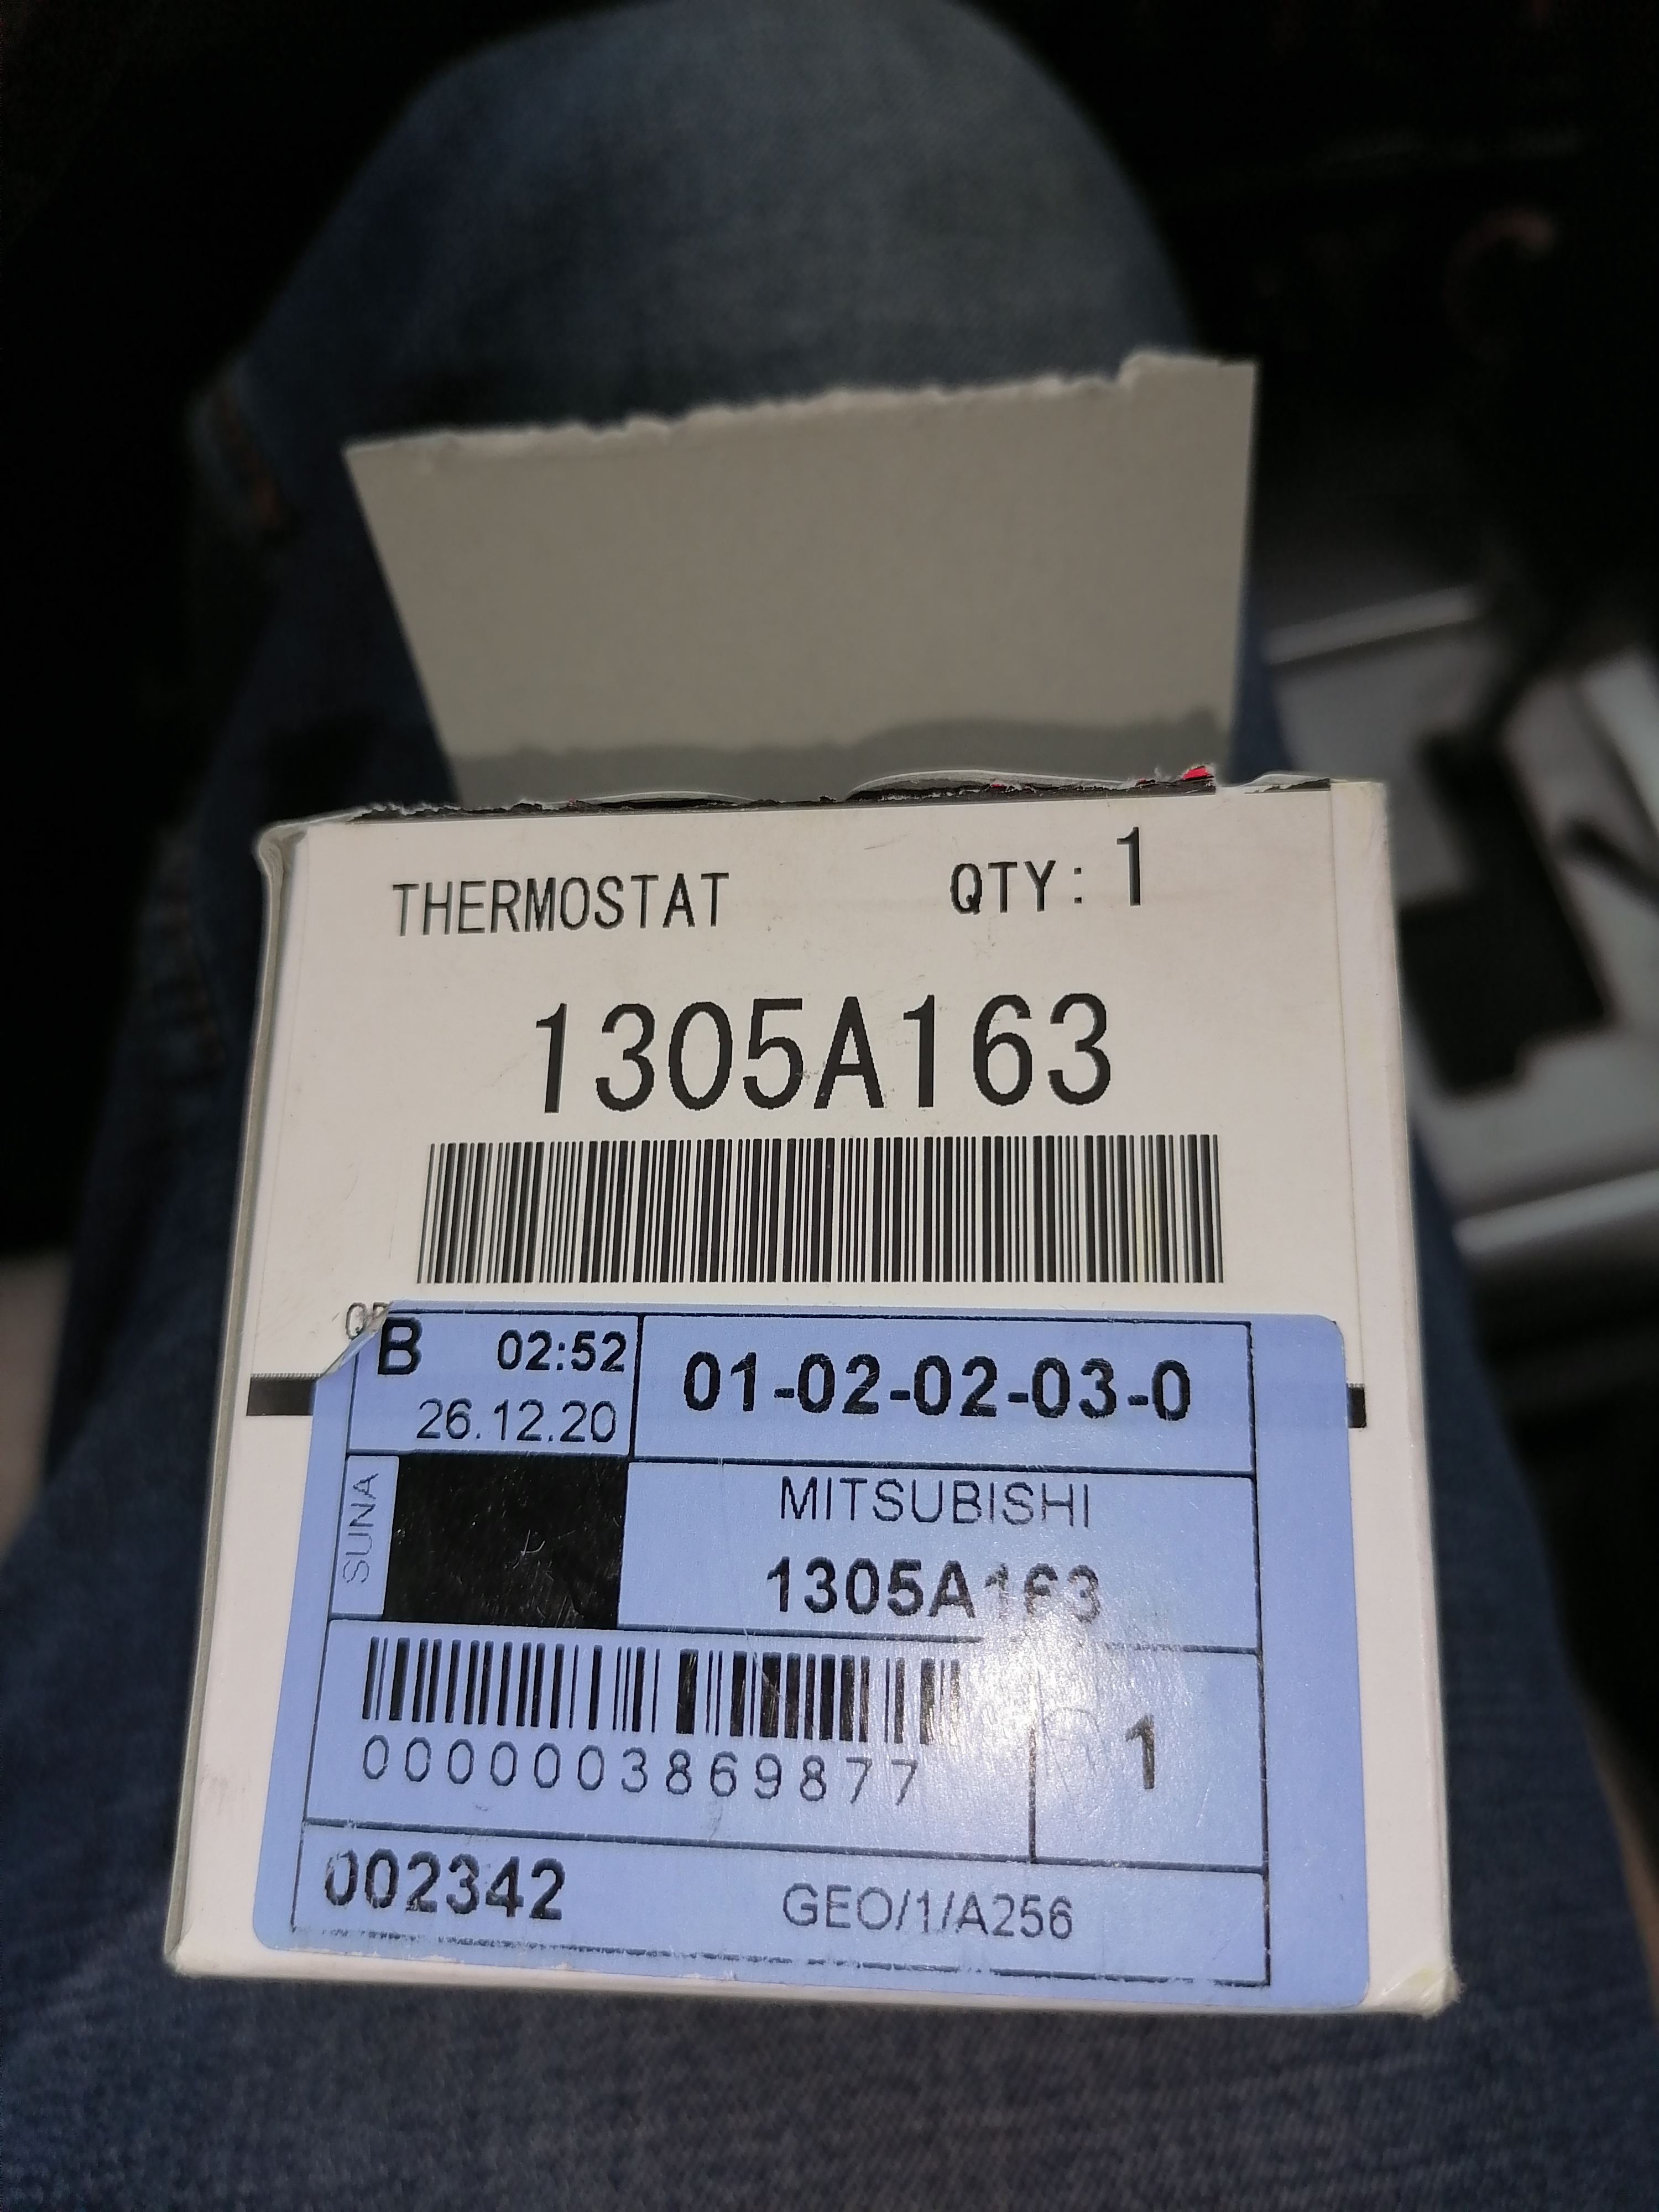 THERMOSTAT QTY: 1
1305A163
B 02:52 01-02-02-03-0
26.12.20
SUNA
MITSUBISHI
1305A163
0000003869877
1
002342 GEO/1/A256